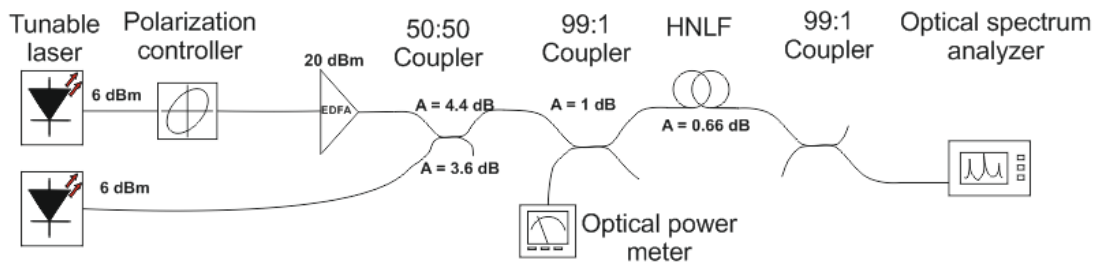 Tunable
laser
Polarization
controller
50:50
Coupler
99:1
Coupler
HNLF
99:1
Coupler
Optical spectrum
analyzer
6 dBm
20 dBm
EDFA
A = 4.4 dB
A = 1 dB
A = 0.66 dB
A = 3.6 dB
6 dBm
Optical power
meter